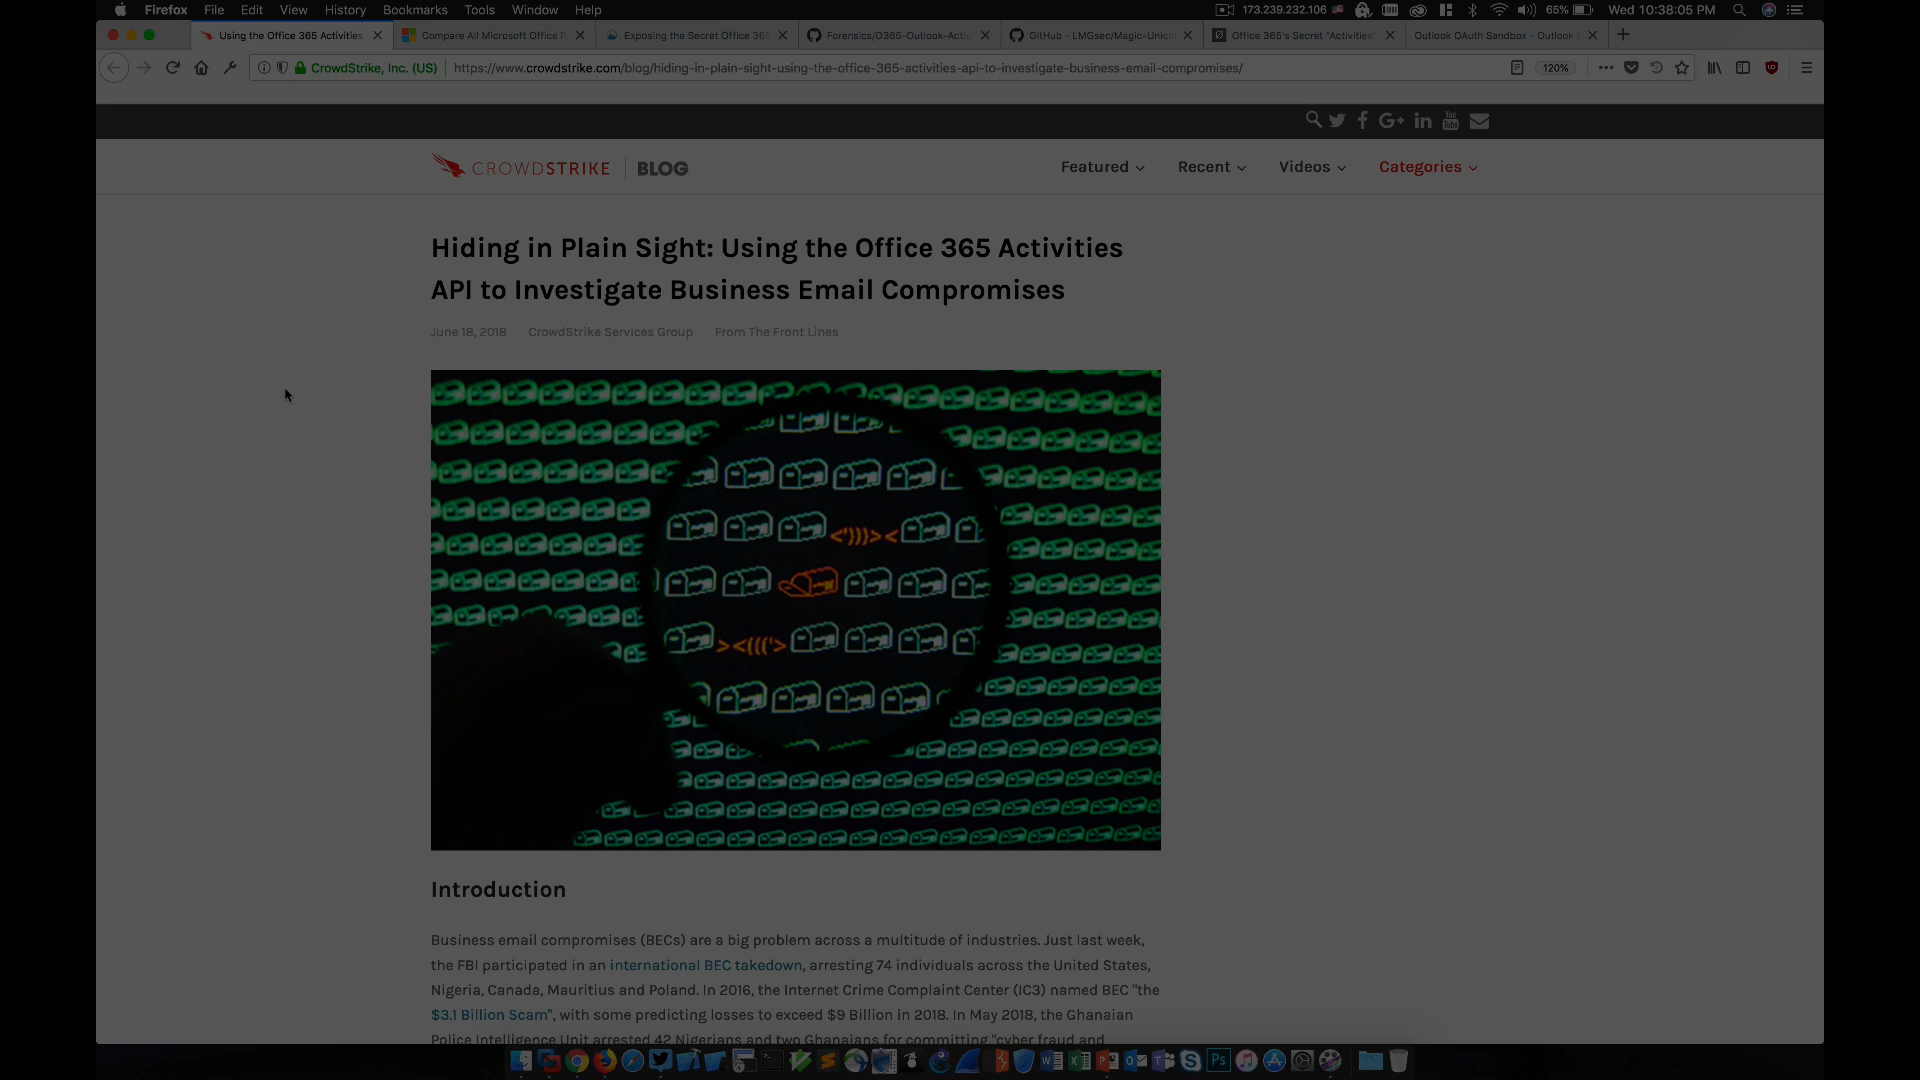 Firefox File Edit View History Bookmarks Tools Window Help 173.239.232.106 65% Wed 10:38:05 PM
Using the Office 365 Activities Compare All Microsoft Office P Exposing the Secret Office 365 Forensics/O365-Outlook-Activ GitHub - LMGsec/Magic-Unico Office 365's Secret "Activities" Outlook OAuth Sandbox - Outlook D
CrowdStrike, Inc. (US) https://www.crowdstrike.com/blog/hiding-in-plain-sight-using-the-office-365-activities-api-to-investigate-business-email-compromises/ 120%
CROWDSTRIKE BLOG Featured Recent Videos Categories
Hiding in Plain Sight: Using the Office 365 Activities
API to Investigate Business Email Compromises
June 18, 2018 CrowdStrike Services Group From The Front Lines
<')))><
><(((('>
Introduction
Business email compromises (BECs) are a big problem across a multitude of industries. Just last week,
the FBI participated in an international BEC takedown, arresting 74 individuals across the United States,
Nigeria, Canada, Mauritius and Poland. In 2016, the Internet Crime Complaint Center (IC3) named BEC "the
$3.1 Billion Scam", with some predicting losses to exceed $9 Billion in 2018. In May 2018, the Ghanaian
Police Intelligence Unit arrested 42 Nigerians and two Ghanaians for committing "cyber fraud and